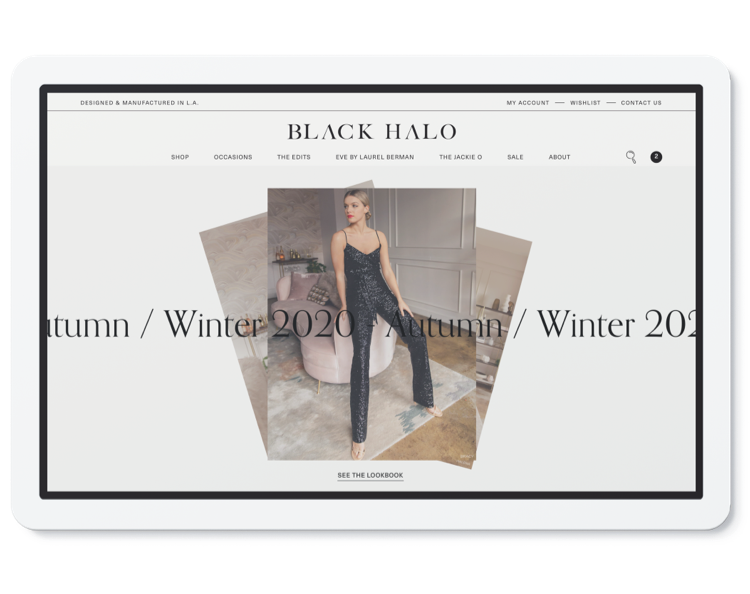 DESIGNED & MANUFACTURED IN L.A.
MY ACCOUNT — WISHLIST — CONTACT US
BLACK HALO
SHOP OCCASIONS THE EDITS EVE BY LAUREL BERMAN THE JACKIE O SALE ABOUT 2
utumn / Winter 2020 - Autumn / Winter 202
SEE THE LOOKBOOK